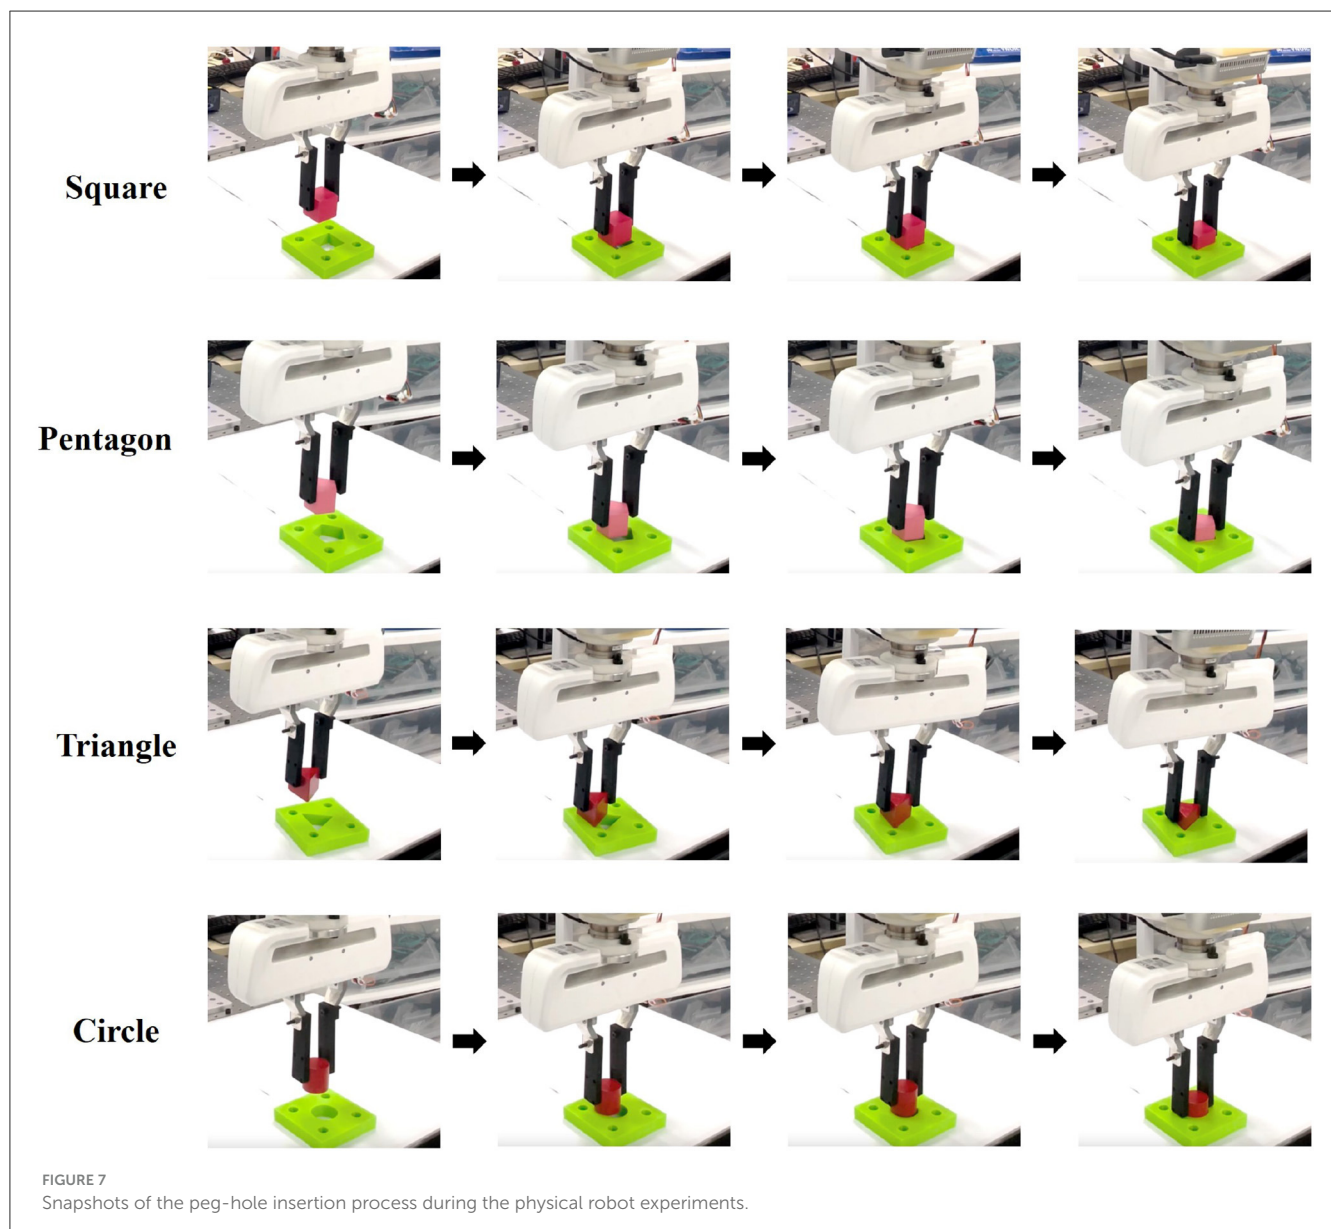 Square
Pentagon
Triangle
Circle
FIGURE 7
Snapshots of the peg-hole insertion process during the physical robot experiments.